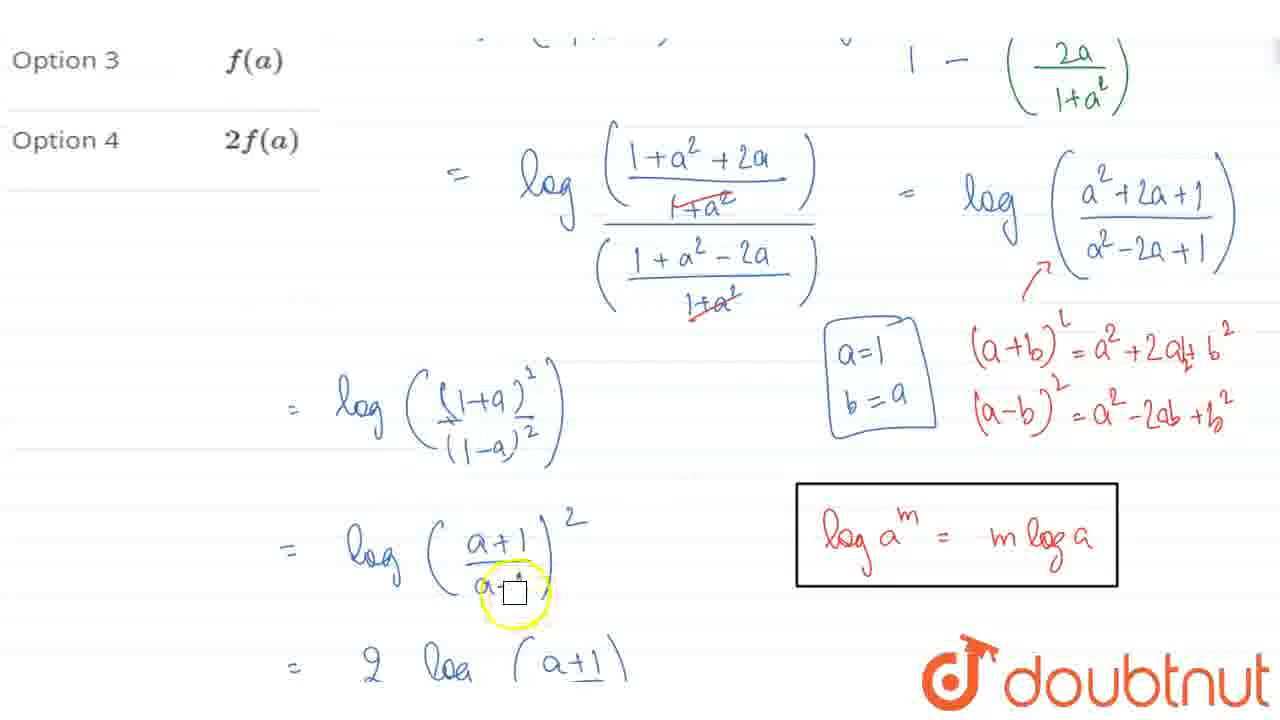 Option 3 f(a)
1 - (2a / 1+a²)
Option 4 2f(a)
= log ((1+a²+2a / 1+a²) / (1+a²-2a / 1+a²)) = log (a²+2a+1 / a²-2a+1)
a=1
b=a
(a+b)² = a²+2ab+b²
(a-b)² = a²-2ab+b²
= log ((1+a)² / (1-a)²)
= log (a+1 / a-1)²
log aᵐ = m log a
= 2 log (a+1)
doubtnut